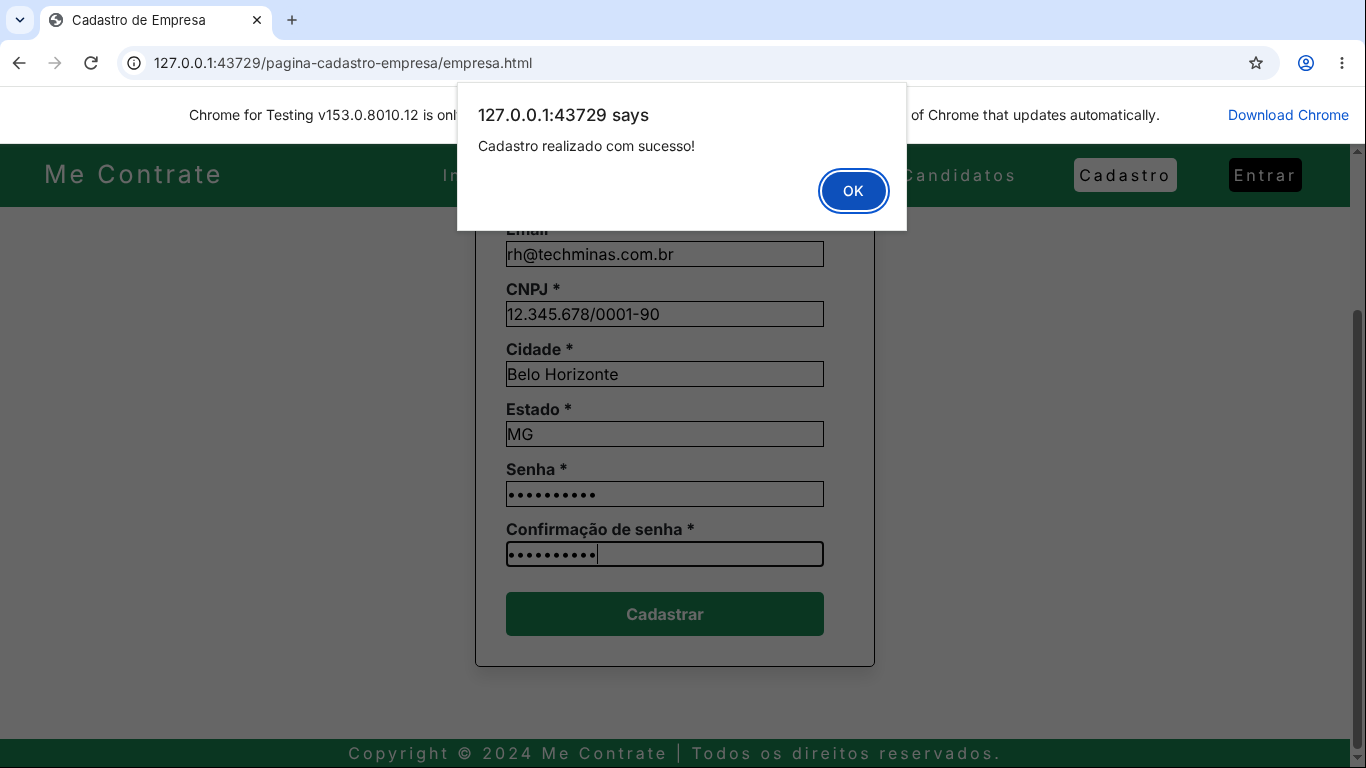 Cadastro de Empresa
127.0.0.1:43729/pagina-cadastro-empresa/empresa.html
Chrome for Testing v153.0.8010.12 is only
of Chrome that updates automatically.
Download Chrome
127.0.0.1:43729 says
Cadastro realizado com sucesso!
OK
Me Contrate
In
Candidatos
Cadastro
Entrar
Email
rh@techminas.com.br
CNPJ *
12.345.678/0001-90
Cidade *
Belo Horizonte
Estado *
MG
Senha *
••••••••••
Confirmação de senha *
••••••••••
Cadastrar
Copyright © 2024 Me Contrate | Todos os direitos reservados.